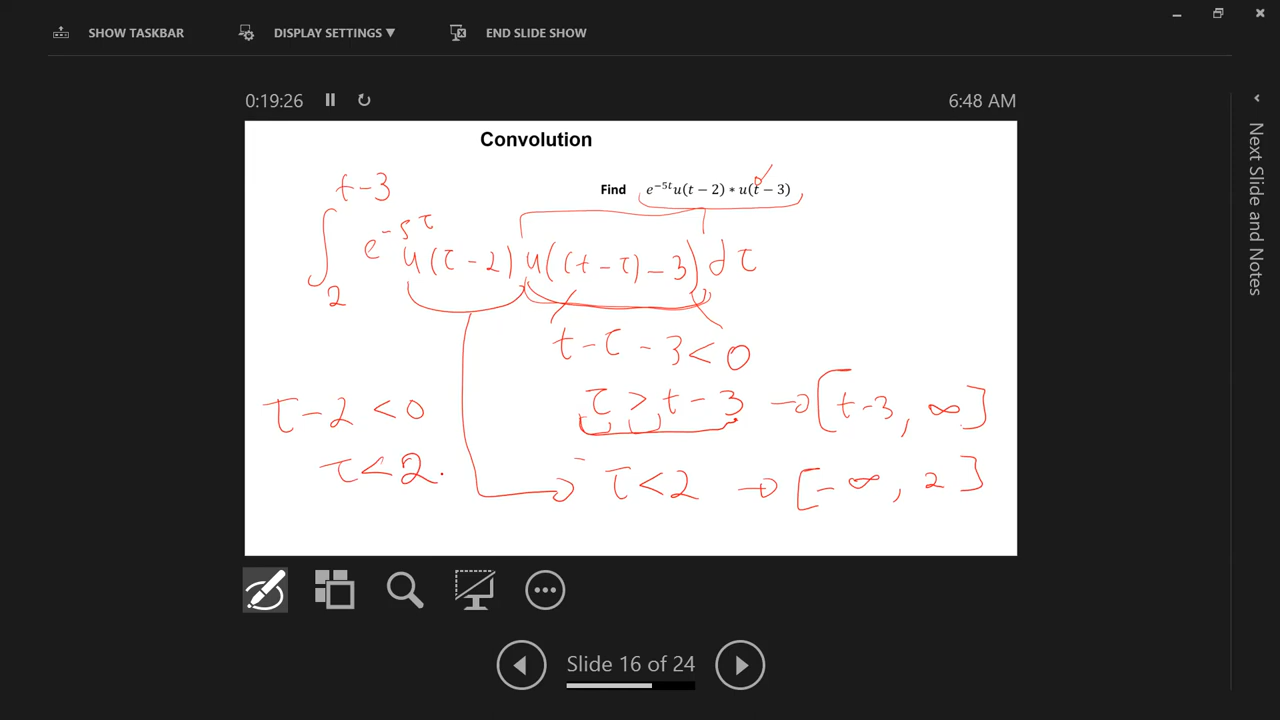 SHOW TASKBAR
DISPLAY SETTINGS ▼
END SLIDE SHOW
0:19:26
6:48 AM
Next Slide and Notes
Convolution
Find e^{-5t}u(t − 2) ∗ u(t − 3)
∫_2^{t-3} e^{-5τ} u(τ-2) u((t-τ)-3) dτ
t-τ-3<0
τ > t-3 → [t-3, ∞]
τ-2<0
τ<2.
τ<2 → [-∞, 2]
Slide 16 of 24